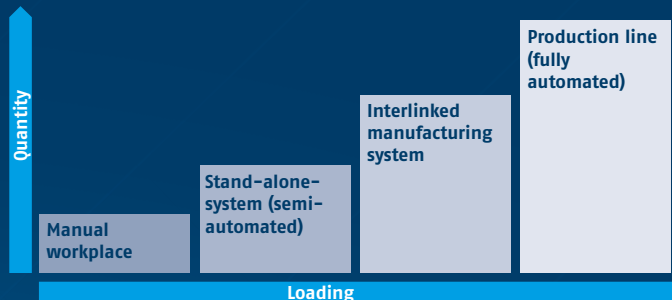 Quantity
Manual
workplace
Stand-alone-
system (semi-
automated)
Interlinked
manufacturing
system
Production line
(fully
automated)
Loading